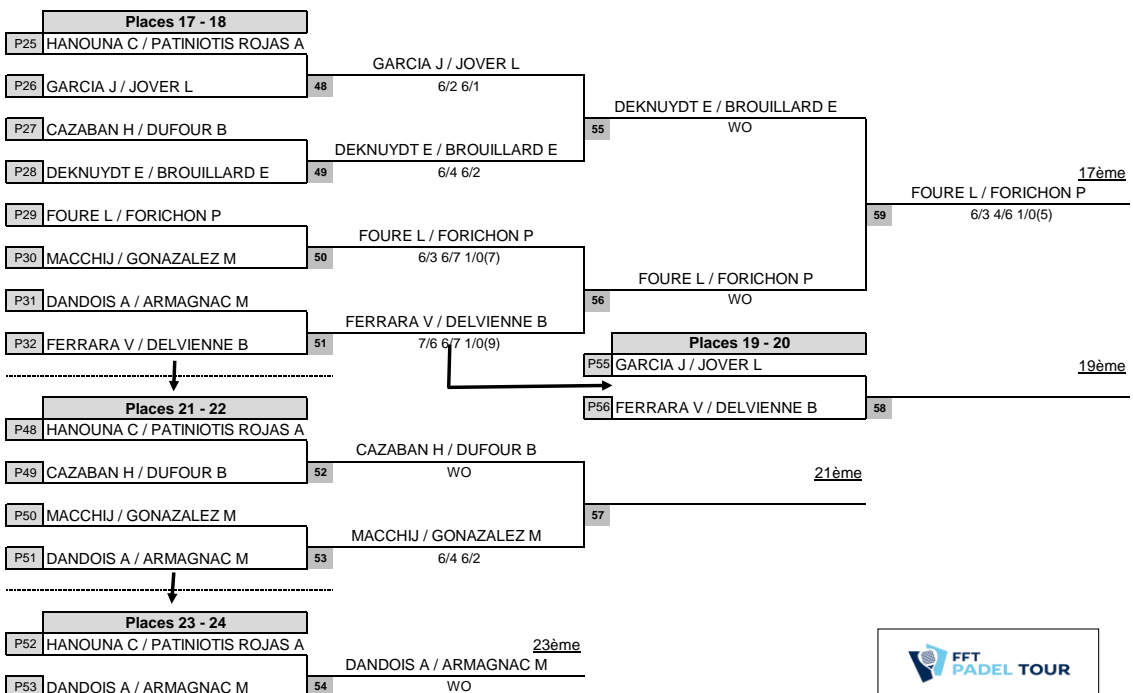 Places 17 - 18
P25 HANOUNA C / PATINIOTIS ROJAS A
GARCIA J / JOVER L
P26 GARCIA J / JOVER L 48 6/2 6/1
DEKNUYDT E / BROUILLARD E
P27 CAZABAN H / DUFOUR B 55 WO
DEKNUYDT E / BROUILLARD E
P28 DEKNUYDT E / BROUILLARD E 49 6/4 6/2 17ème
FOURE L / FORICHON P
P29 FOURE L / FORICHON P 59 6/3 4/6 1/0(5)
FOURE L / FORICHON P
P30 MACCHIJ / GONAZALEZ M 50 6/3 6/7 1/0(7)
FOURE L / FORICHON P
P31 DANDOIS A / ARMAGNAC M 56 WO
FERRARA V / DELVIENNE B
P32 FERRARA V / DELVIENNE B 51 7/6 6/7 1/0(9) Places 19 - 20
P55 GARCIA J / JOVER L 19ème
Places 21 - 22 P56 FERRARA V / DELVIENNE B 58
P48 HANOUNA C / PATINIOTIS ROJAS A
CAZABAN H / DUFOUR B
P49 CAZABAN H / DUFOUR B 52 WO 21ème
P50 MACCHIJ / GONAZALEZ M 57
MACCHIJ / GONAZALEZ M
P51 DANDOIS A / ARMAGNAC M 53 6/4 6/2
Places 23 - 24
P52 HANOUNA C / PATINIOTIS ROJAS A 23ème
DANDOIS A / ARMAGNAC M
P53 DANDOIS A / ARMAGNAC M 54 WO
FFT
PADEL TOUR